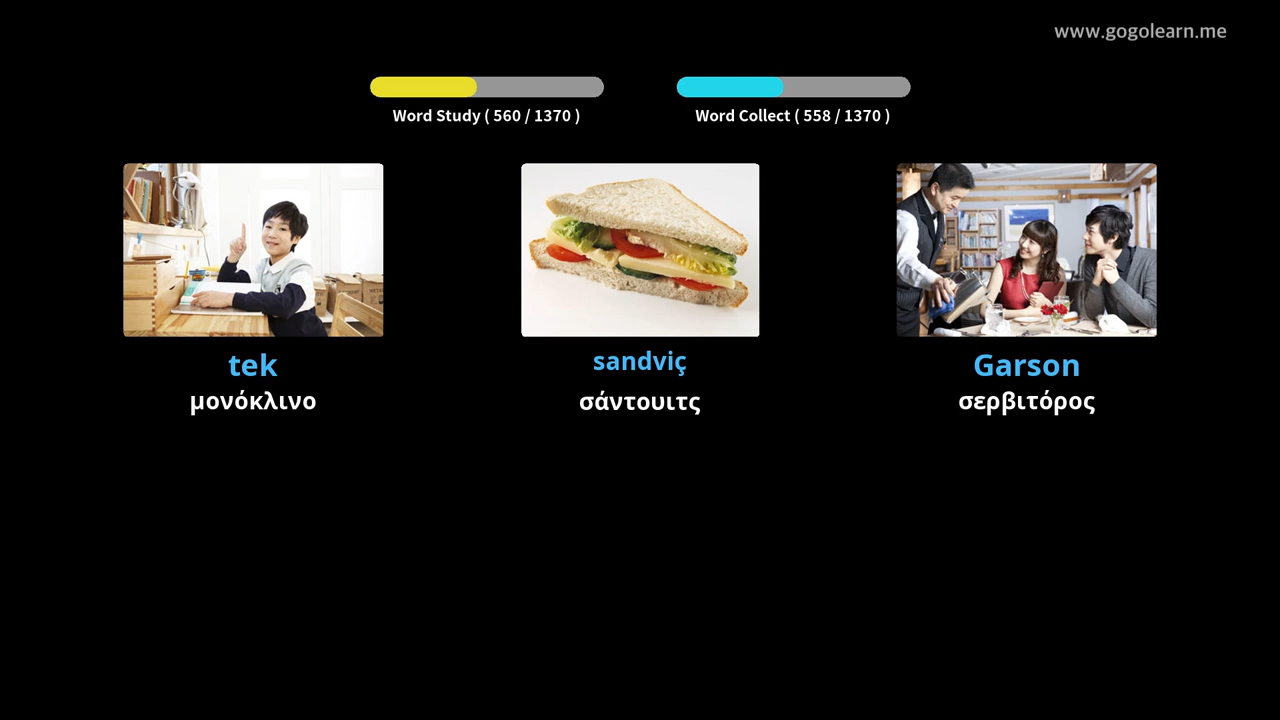 www.gogolearn.me
Word Study ( 560 / 1370 )
Word Collect ( 558 / 1370 )
tek
μονόκλινο
sandviç
σάντουιτς
Garson
σερβιτόρος